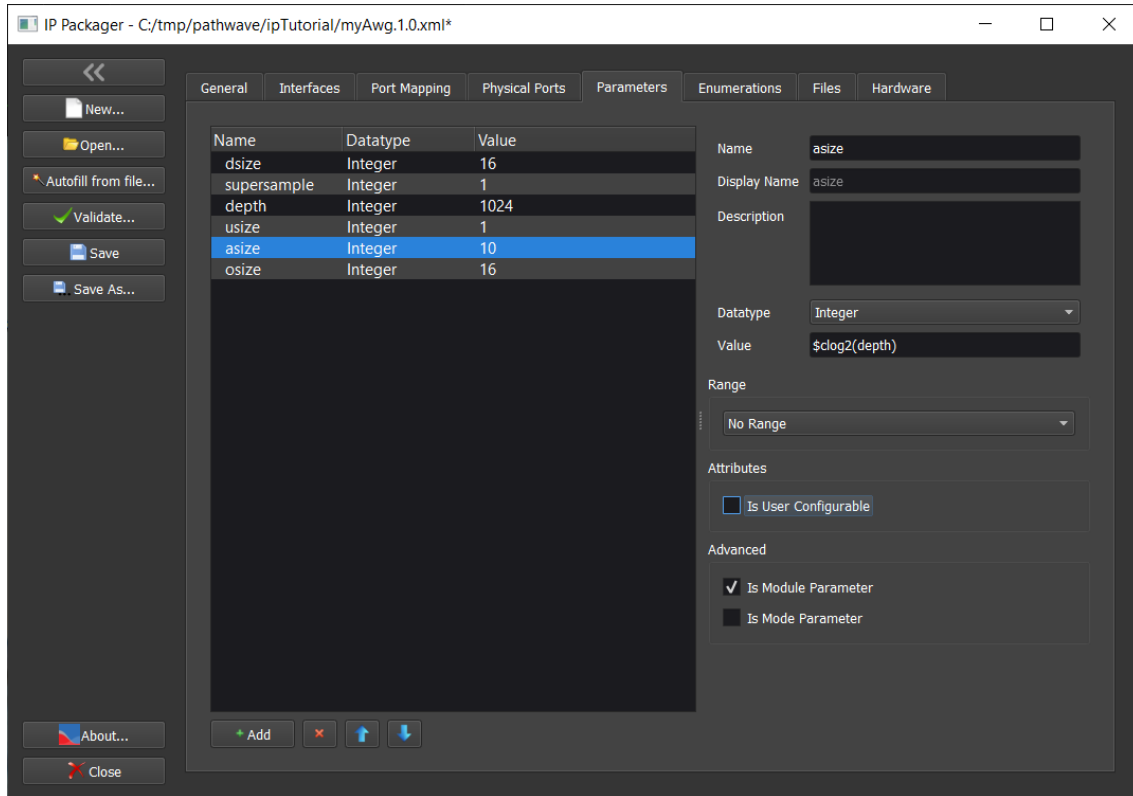 IP Packager - C:/tmp/pathwave/ipTutorial/myAwg.1.0.xml*
New...
Open...
Autofill from file...
Validate...
Save
Save As...
About...
Close
General Interfaces Port Mapping Physical Ports Parameters Enumerations Files Hardware
Name Datatype Value
dsize Integer 16
supersample Integer 1
depth Integer 1024
usize Integer 1
asize Integer 10
osize Integer 16
+ Add
Name asize
Display Name asize
Description
Datatype Integer
Value $clog2(depth)
Range
No Range
Attributes
Is User Configurable
Advanced
Is Module Parameter
Is Mode Parameter